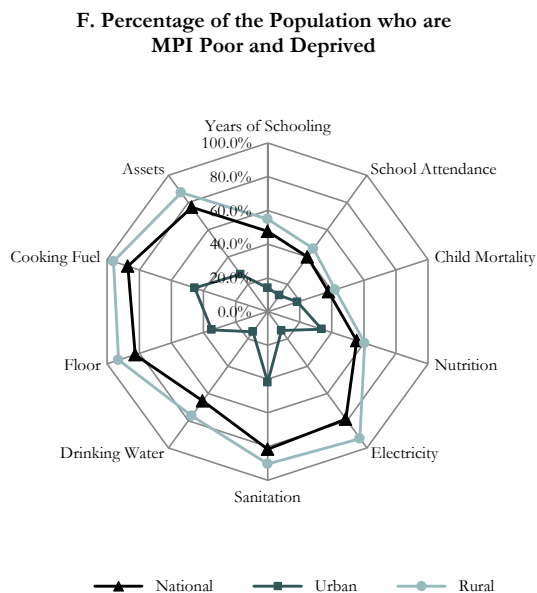 F. Percentage of the Population who are
MPI Poor and Deprived
Years of Schooling
100.0%
80.0%
60.0%
40.0%
20.0%
0.0%
School Attendance
Child Mortality
Nutrition
Electricity
Sanitation
Drinking Water
Floor
Cooking Fuel
Assets
National
Urban
Rural